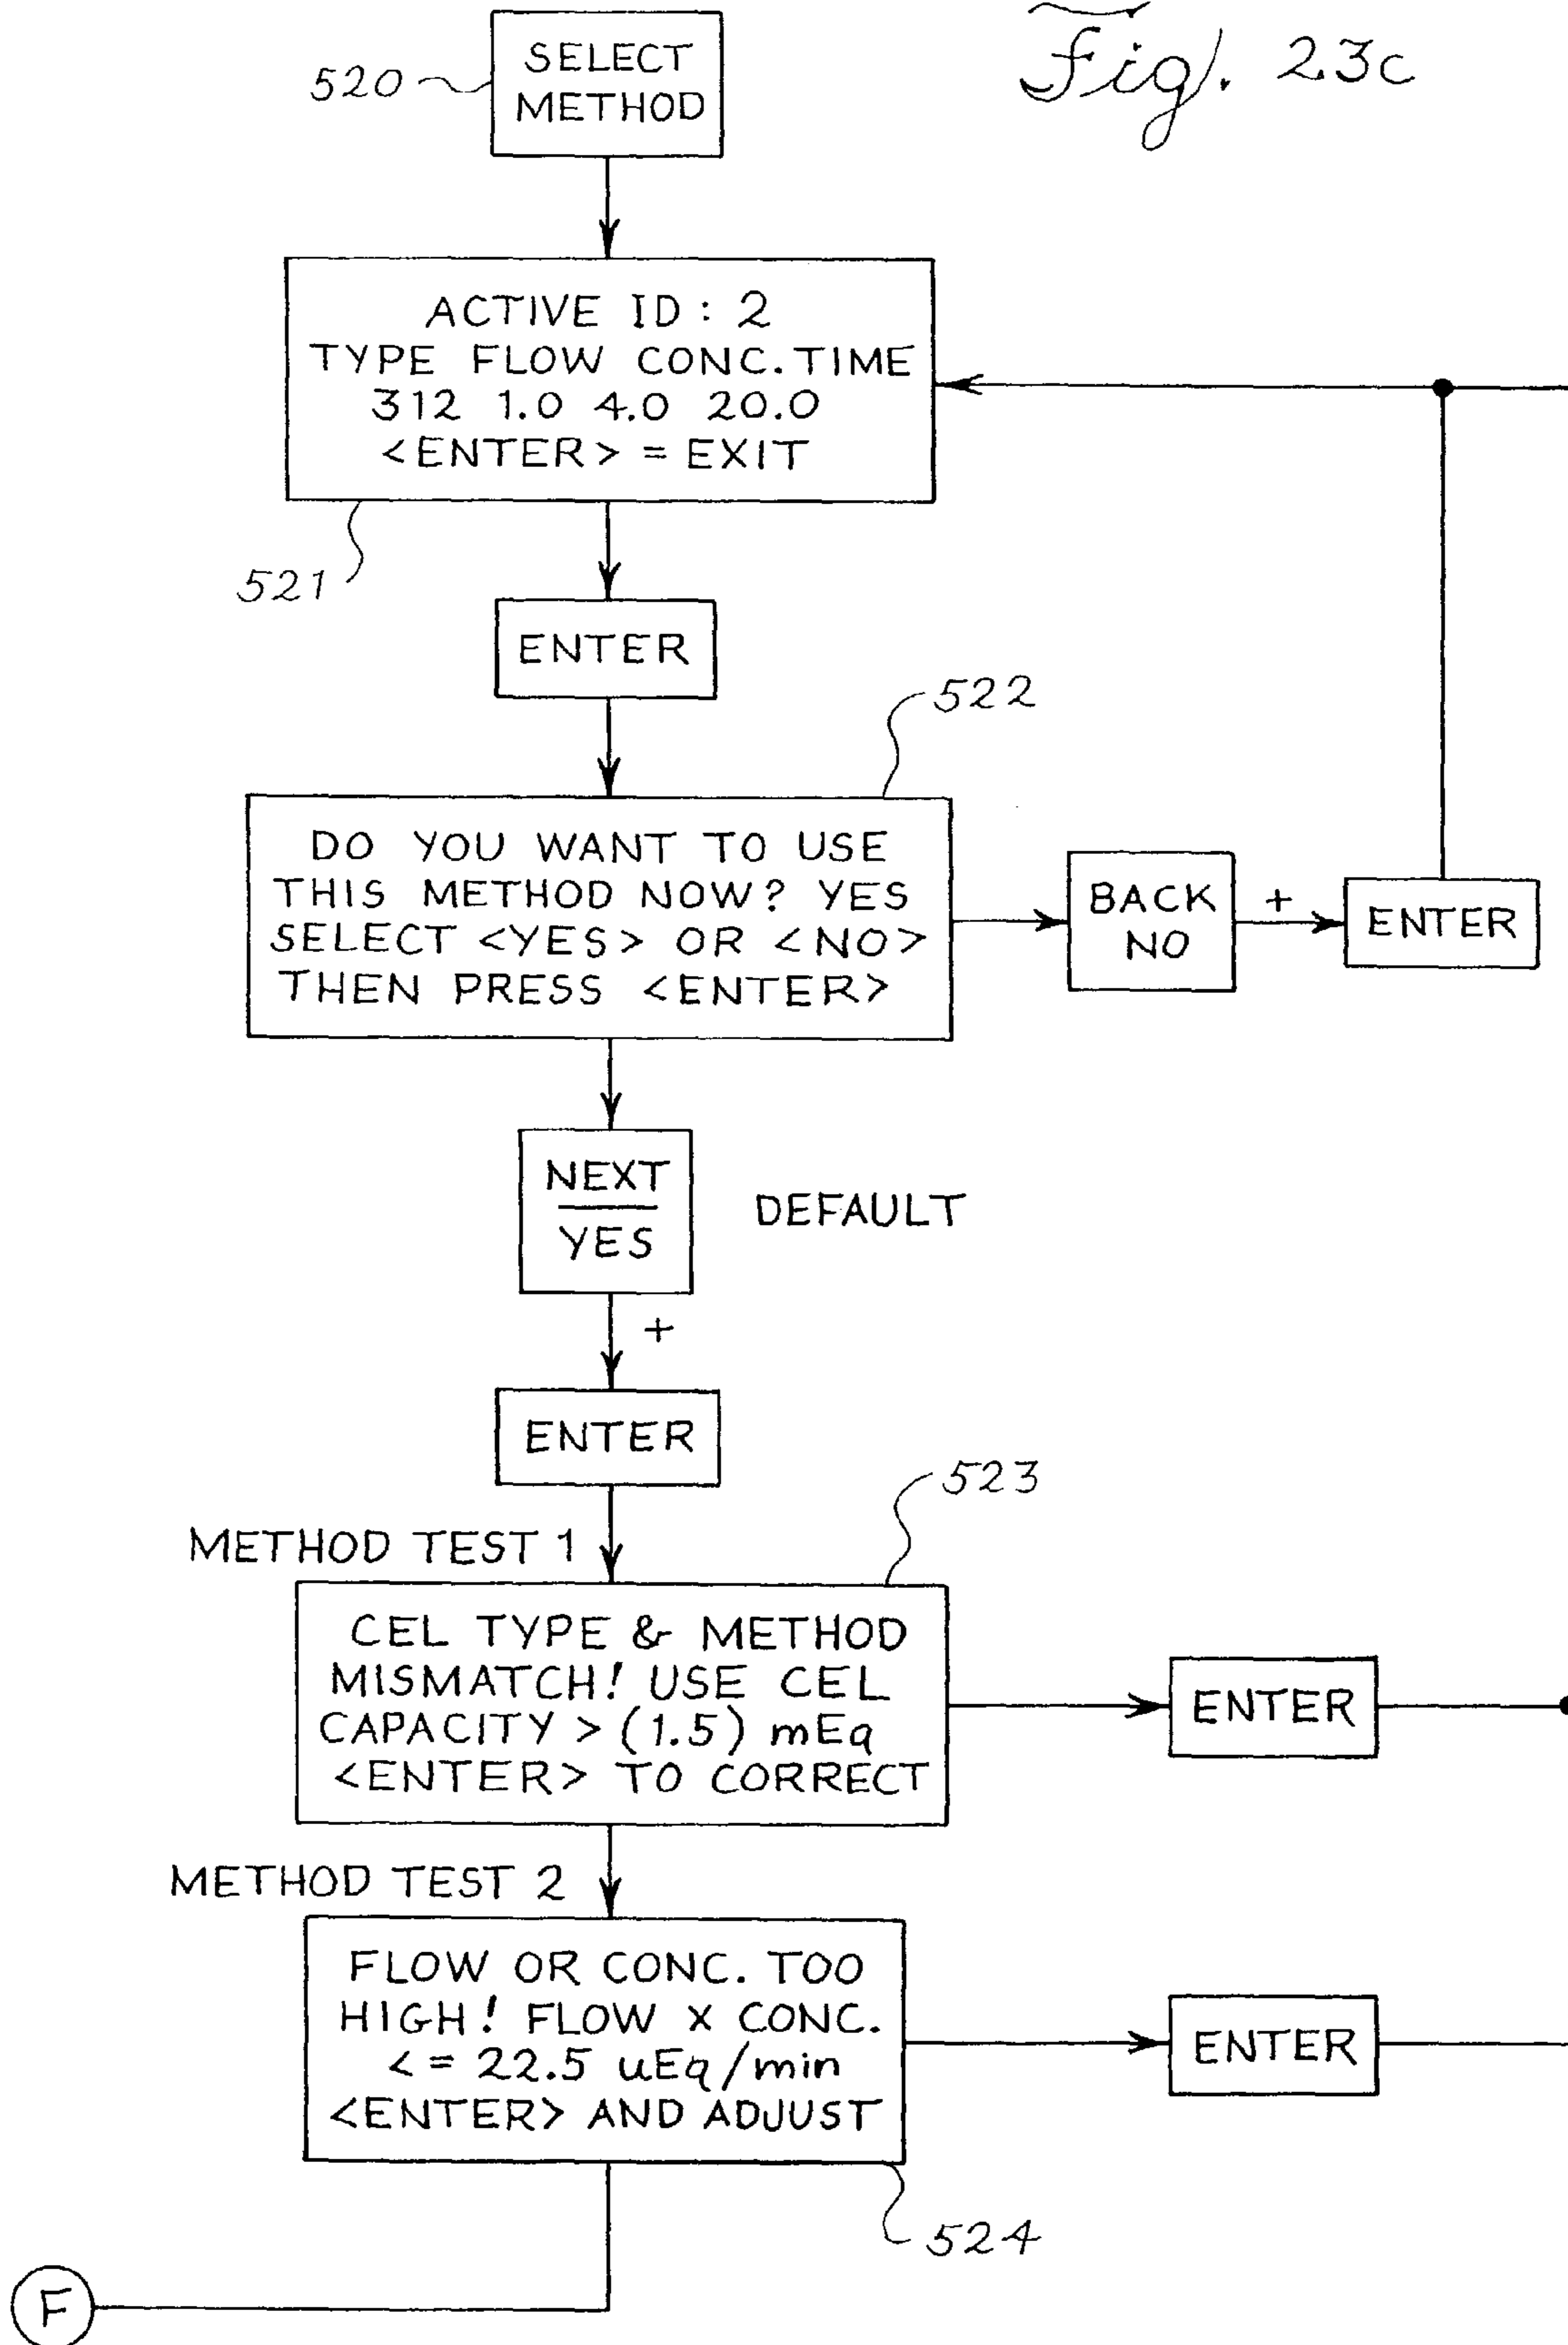 Fig. 23c
520
SELECT
METHOD
ACTIVE ID : 2
TYPE FLOW CONC. TIME
312 1.0 4.0 20.0
<ENTER> = EXIT
521
ENTER
522
DO YOU WANT TO USE
THIS METHOD NOW? YES
SELECT <YES> OR <NO>
THEN PRESS <ENTER>
BACK
NO
+
ENTER
NEXT
YES
DEFAULT
+
ENTER
523
METHOD TEST 1
CEL TYPE & METHOD
MISMATCH! USE CEL
CAPACITY > (1.5) mEq
<ENTER> TO CORRECT
ENTER
METHOD TEST 2
FLOW OR CONC. TOO
HIGH! FLOW X CONC.
<= 22.5 uEq/min
<ENTER> AND ADJUST
ENTER
524
F